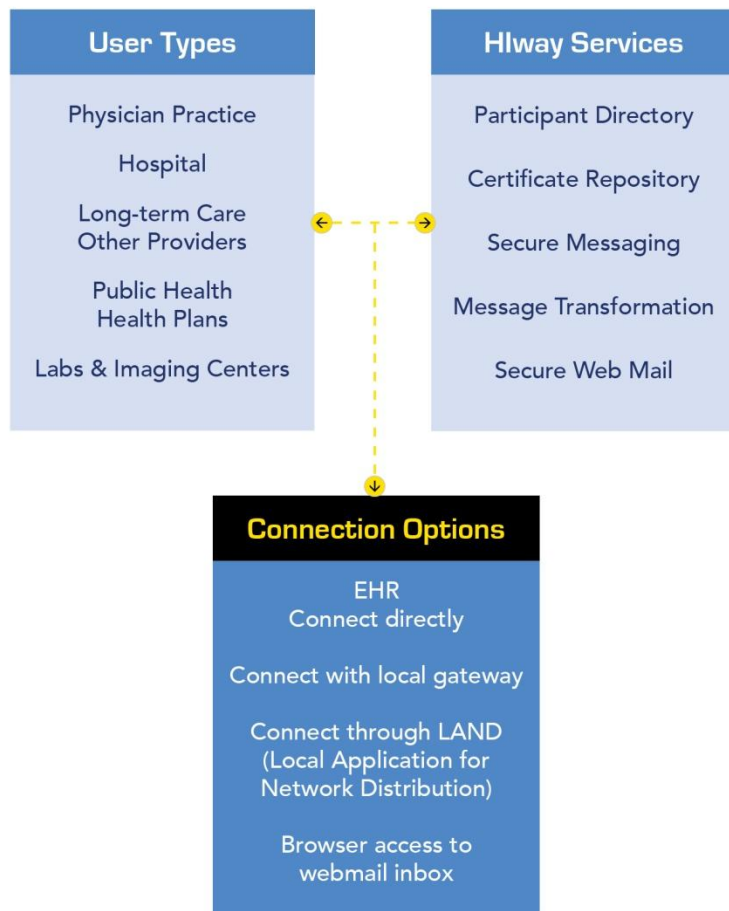 User Types
Physician Practice
Hospital
Long-term Care
Other Providers
Public Health
Health Plans
Labs & Imaging Centers
HIway Services
Participant Directory
Certificate Repository
Secure Messaging
Message Transformation
Secure Web Mail
Connection Options
EHR
Connect directly
Connect with local gateway
Connect through LAND
(Local Application for
Network Distribution)
Browser access to
webmail inbox